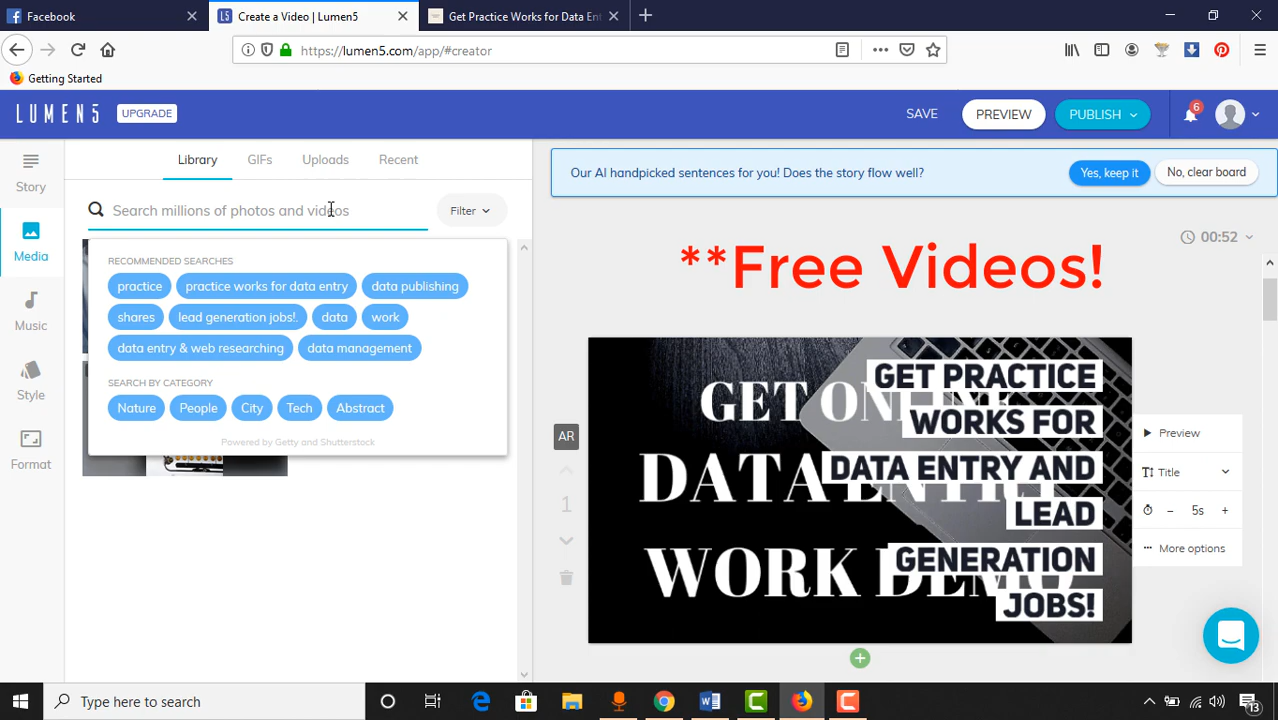 Facebook
Create a Video | Lumen5
Get Practice Works for Data Ent
https://lumen5.com/app/#creator
Getting Started
LUMEN5
UPGRADE
SAVE
PREVIEW
PUBLISH
6
Story
Media
Music
Style
Format
Library
GIFs
Uploads
Recent
Search millions of photos and videos
Filter
RECOMMENDED SEARCHES
practice
practice works for data entry
data publishing
shares
lead generation jobs!.
data
work
data entry & web researching
data management
SEARCH BY CATEGORY
Nature
People
City
Tech
Abstract
Powered by Getty and Shutterstock
Our AI handpicked sentences for you! Does the story flow well?
Yes, keep it
No, clear board
00:52
**Free Videos!
AR
1
GET PRACTICE
WORKS FOR
DATA ENTRY AND
LEAD
GENERATION
JOBS!
GET ON
DATA ENTRY
WORK DEMO
Preview
Title
5s
More options
Type here to search
13